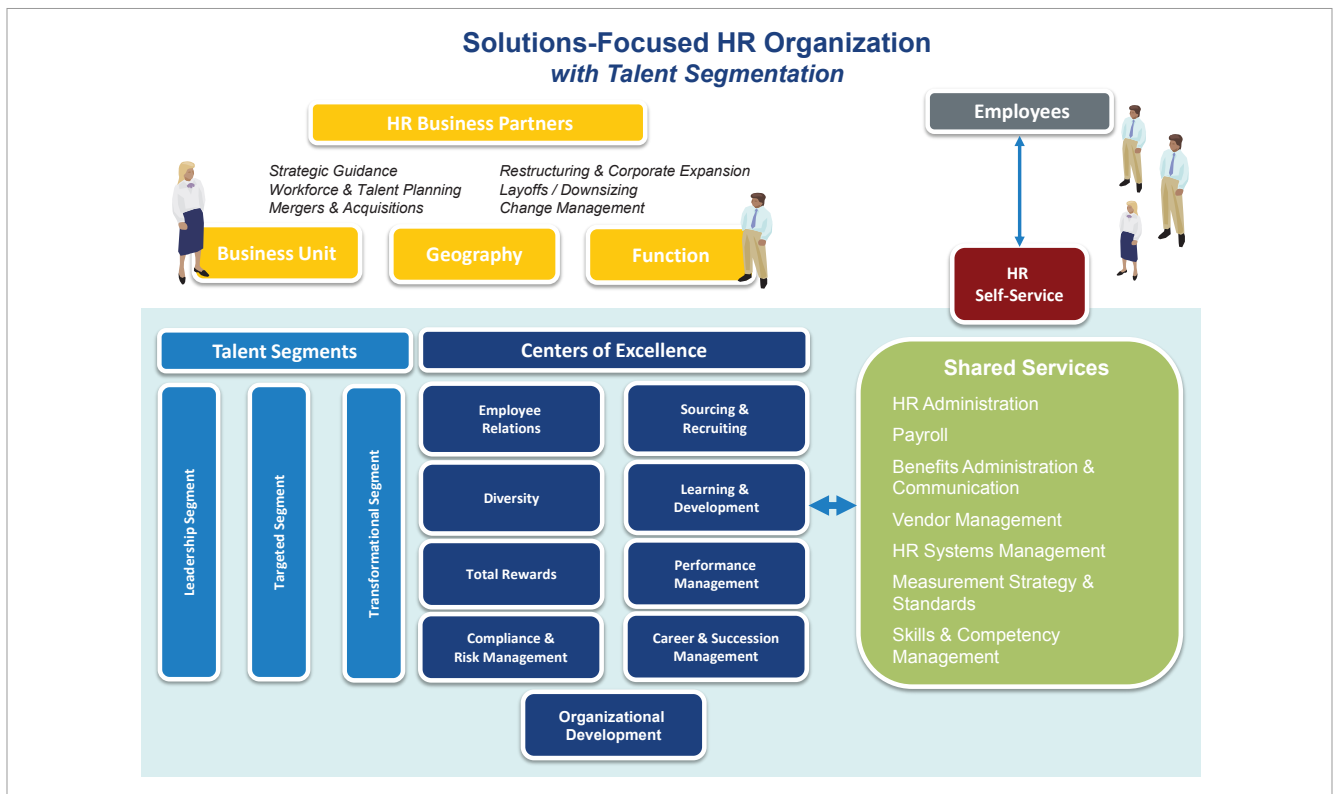 Solutions-Focused HR Organization
with Talent Segmentation
HR Business Partners
Strategic Guidance
Workforce & Talent Planning
Mergers & Acquisitions
Restructuring & Corporate Expansion
Layoffs / Downsizing
Change Management
Business Unit
Geography
Function
Employees
HR
Self-Service
Talent Segments
Leadership Segment
Targeted Segment
Transformational Segment
Centers of Excellence
Employee
Relations
Sourcing &
Recruiting
Diversity
Learning &
Development
Total Rewards
Performance
Management
Compliance &
Risk Management
Career & Succession
Management
Organizational
Development
Shared Services
HR Administration
Payroll
Benefits Administration &
Communication
Vendor Management
HR Systems Management
Measurement Strategy &
Standards
Skills & Competency
Management